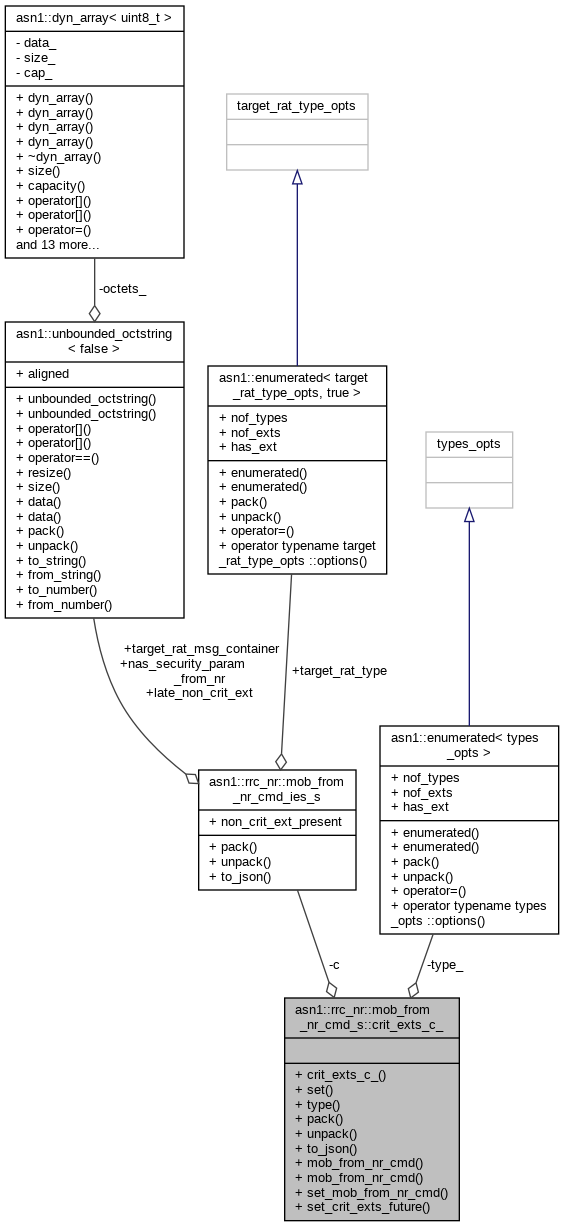 asn1::dyn_array< uint8_t >
- data_
- size_
- cap_
+ dyn_array()
+ dyn_array()
+ dyn_array()
+ dyn_array()
+ ~dyn_array()
+ size()
+ capacity()
+ operator[]()
+ operator[]()
+ operator=()
and 13 more...
target_rat_type_opts
-octets_
asn1::unbounded_octstring
< false >
+ aligned
+ unbounded_octstring()
+ unbounded_octstring()
+ operator[]()
+ operator[]()
+ operator==()
+ resize()
+ size()
+ data()
+ data()
+ pack()
+ unpack()
+ to_string()
+ from_string()
+ to_number()
+ from_number()
asn1::enumerated< target
_rat_type_opts, true >
+ nof_types
+ nof_exts
+ has_ext
+ enumerated()
+ enumerated()
+ pack()
+ unpack()
+ operator=()
+ operator typename target
_rat_type_opts ::options()
types_opts
+target_rat_msg_container
+nas_security_param
_from_nr
+late_non_crit_ext
+target_rat_type
asn1::rrc_nr::mob_from
_nr_cmd_ies_s
+ non_crit_ext_present
+ pack()
+ unpack()
+ to_json()
asn1::enumerated< types
_opts >
+ nof_types
+ nof_exts
+ has_ext
+ enumerated()
+ enumerated()
+ pack()
+ unpack()
+ operator=()
+ operator typename types
_opts ::options()
-c
-type_
asn1::rrc_nr::mob_from
_nr_cmd_s::crit_exts_c_
+ crit_exts_c_()
+ set()
+ type()
+ pack()
+ unpack()
+ to_json()
+ mob_from_nr_cmd()
+ mob_from_nr_cmd()
+ set_mob_from_nr_cmd()
+ set_crit_exts_future()